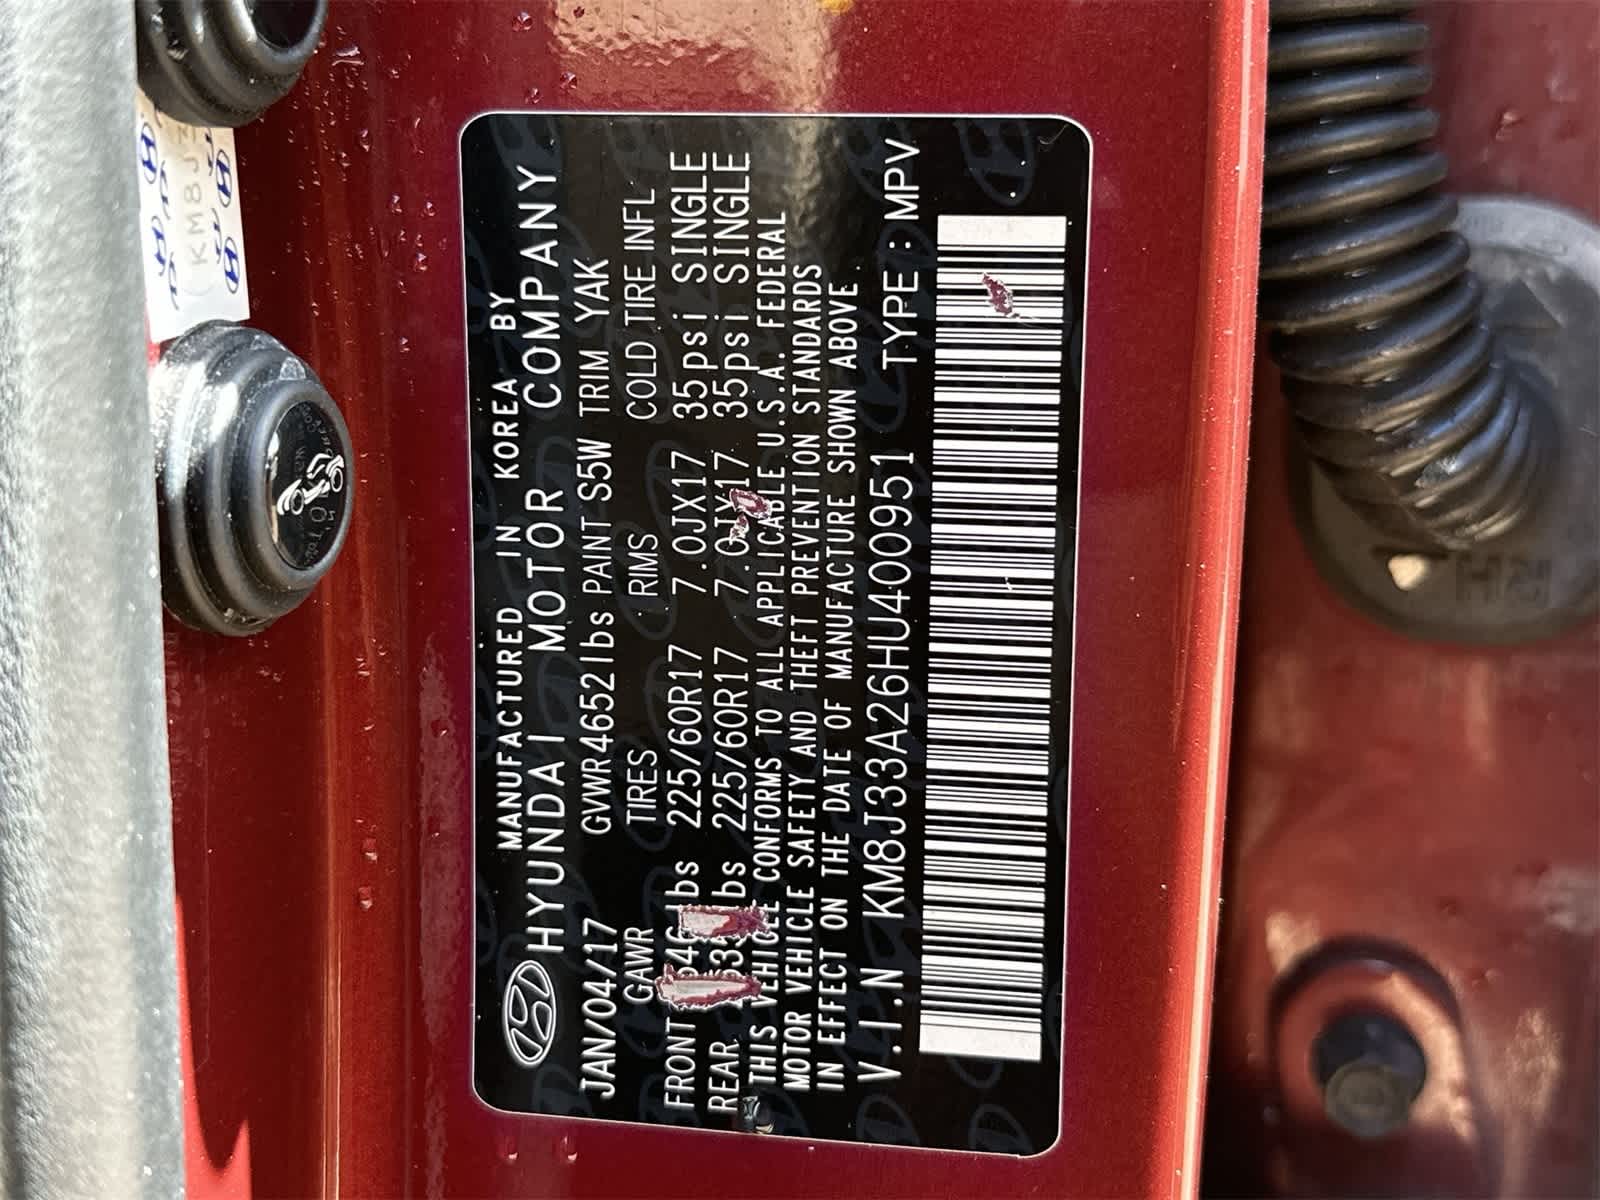 MANUFACTURED IN KOREA BY
HYUNDAI MOTOR COMPANY
JAN/04/17 GVWR4652lbs PAINT S5W TRIM YAK
GAWR TIRES RIMS COLD TIRE INFL
FRONT lbs 225/60R17 7.0JX17 35psi SINGLE
REAR lbs 225/60R17 7.0JX17 35psi SINGLE
THIS VEHICLE CONFORMS TO ALL APPLICABLE U.S.A. FEDERAL
MOTOR VEHICLE SAFETY AND THEFT PREVENTION STANDARDS
IN EFFECT ON THE DATE OF MANUFACTURE SHOWN ABOVE.
V.I.N KM8J33A26HU400951 TYPE:MPV
KM8J
RH